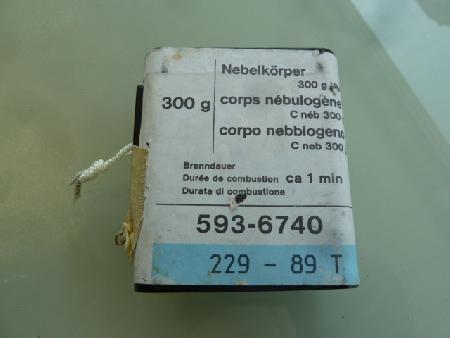 Nebelkörper
300 g
300 g
corps nébulogène
C néb 300
corpo nebbiogeno
C neb 300
Branndauer
Durée de combustion ca 1 min
Durata di combustione
593-6740
229 - 89 T